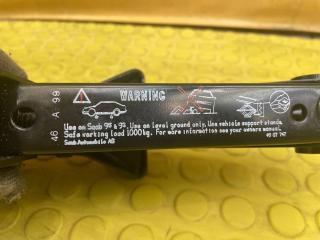 WARNING
46 A 99
Use on Saab 9⁵ & 9³. Use on level ground only. Use vehicle support stands.
Safe working load 1000kg. For more information see your owners manual.
Saab Automobile AB